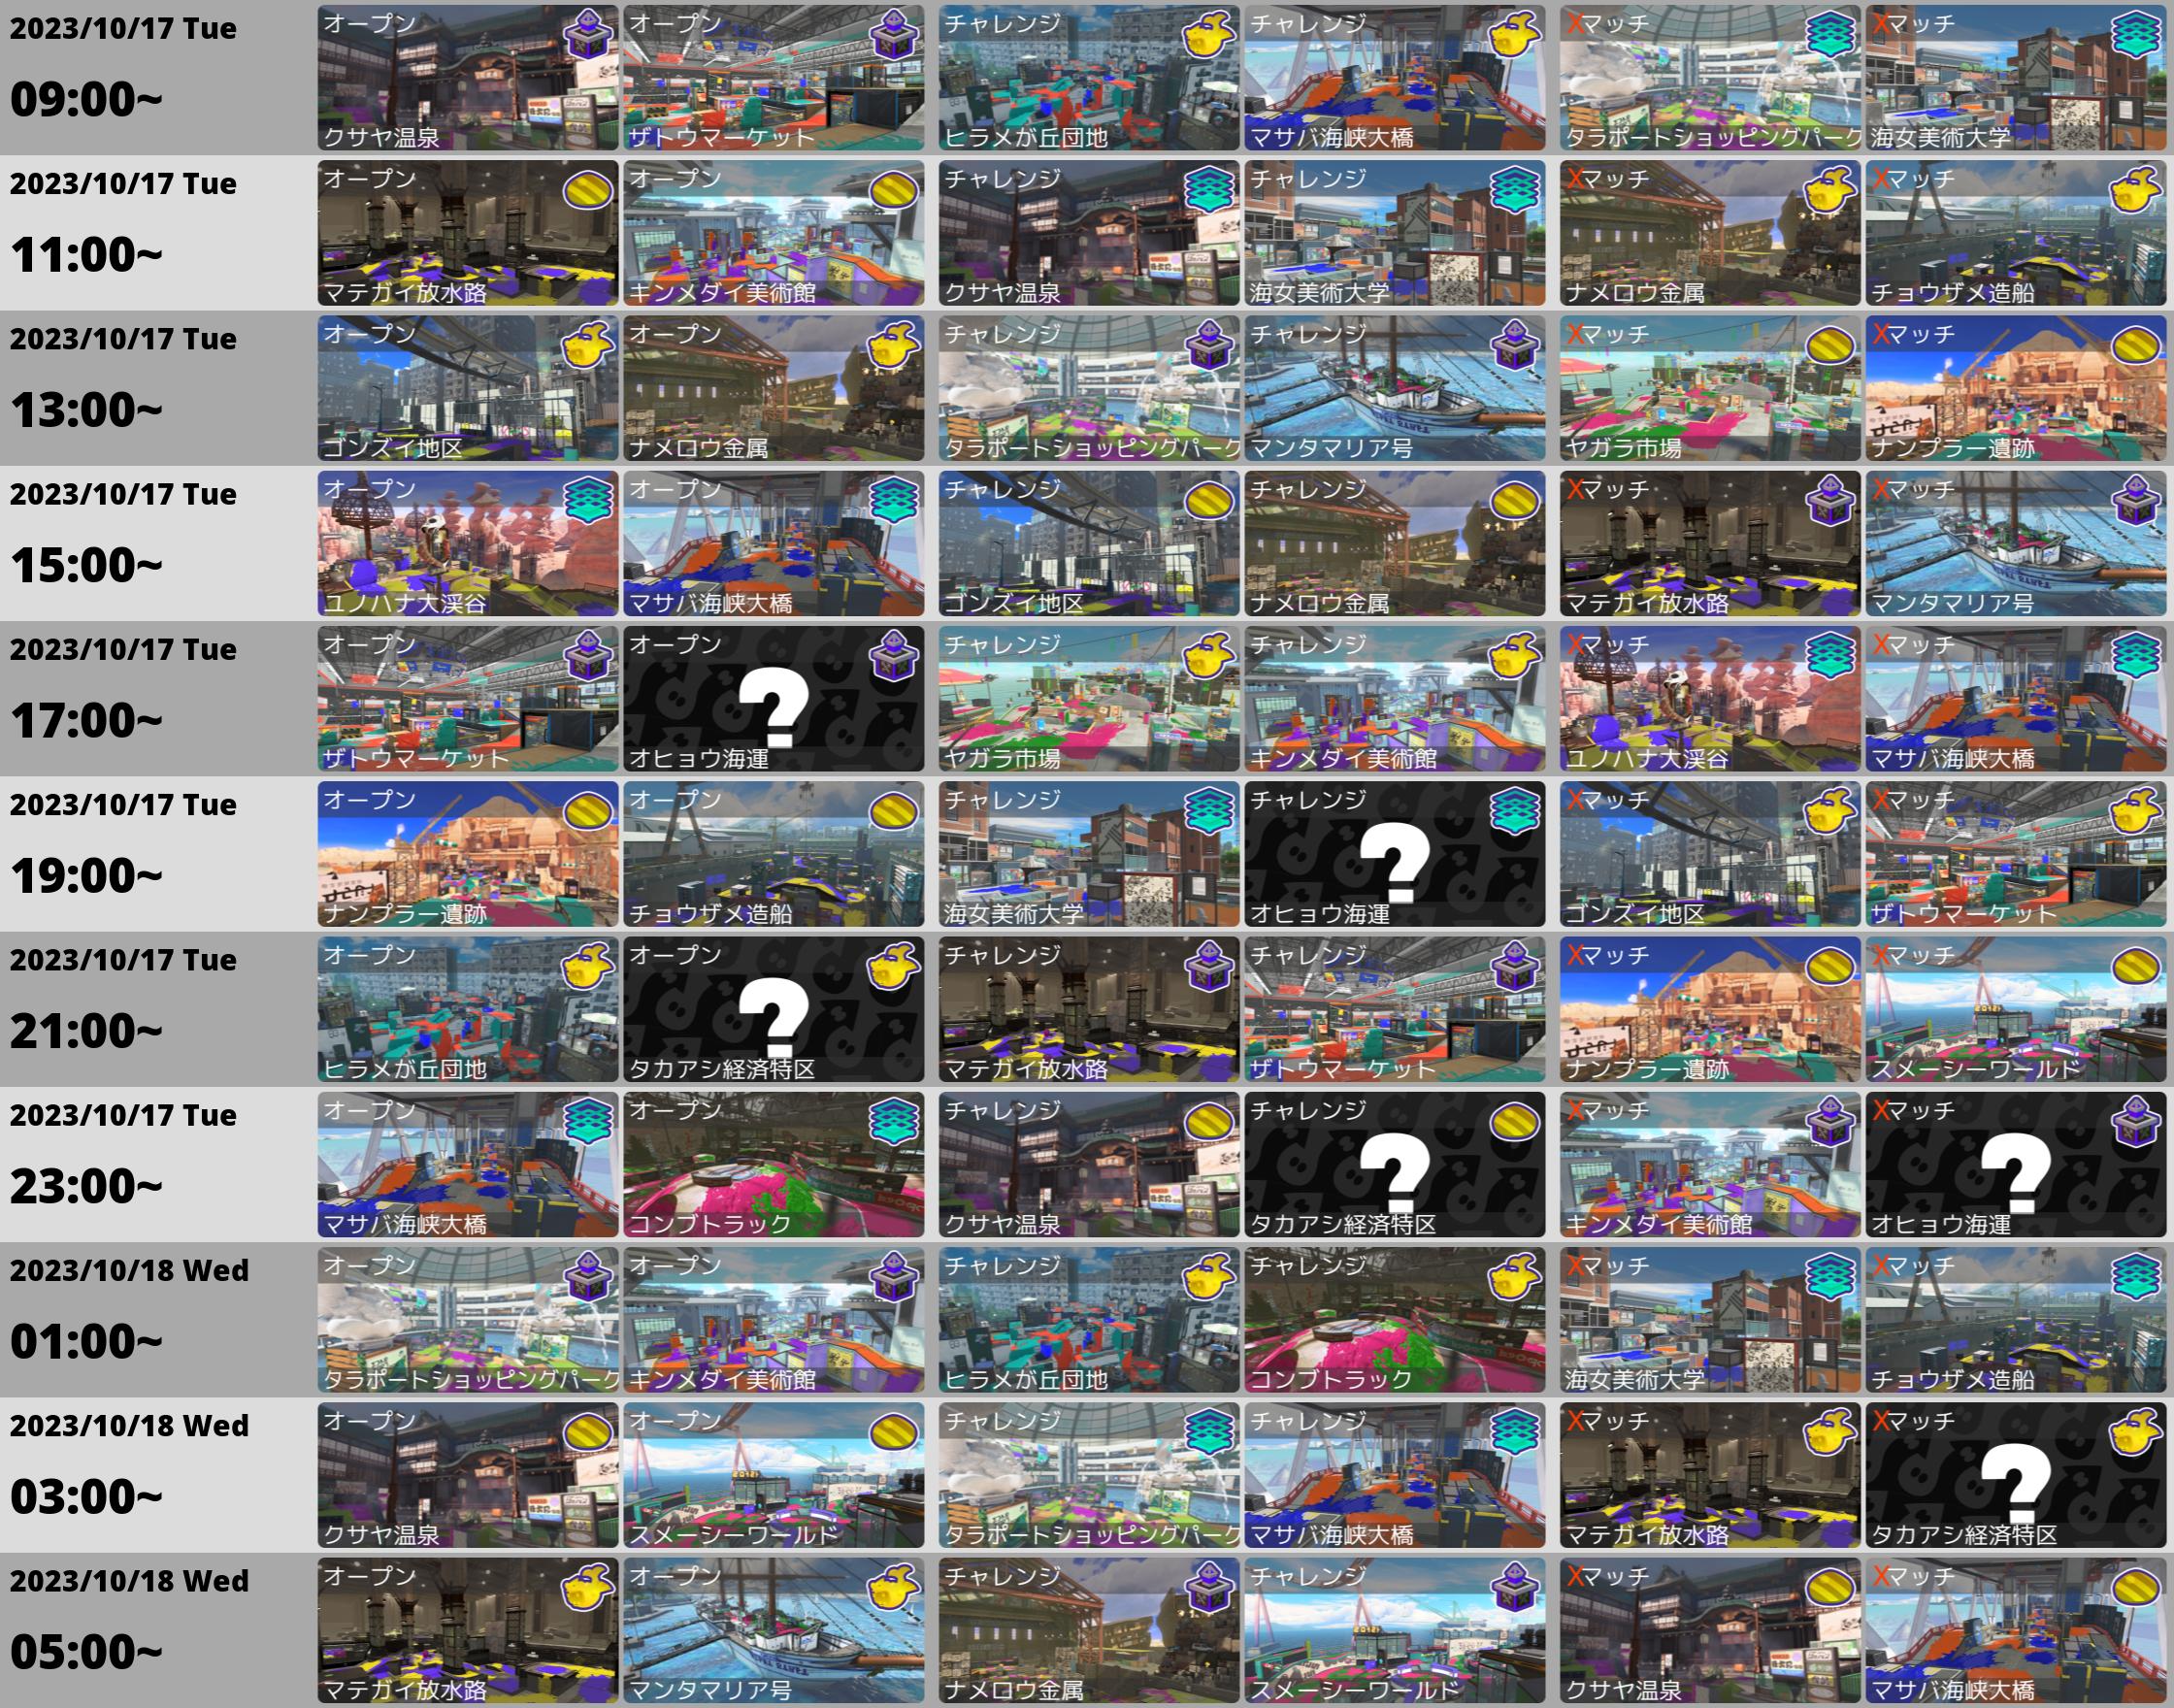 2023/10/17 Tue
09:00~
オープン
クサヤ温泉
オープン
ザトウマーケット
チャレンジ
ヒラメが丘団地
チャレンジ
マサバ海峡大橋
Xマッチ
タラポートショッピングパーク
Xマッチ
海女美術大学
2023/10/17 Tue
11:00~
オープン
マテガイ放水路
オープン
キンメダイ美術館
チャレンジ
クサヤ温泉
チャレンジ
海女美術大学
Xマッチ
ナメロウ金属
Xマッチ
チョウザメ造船
2023/10/17 Tue
13:00~
オープン
ゴンズイ地区
オープン
ナメロウ金属
チャレンジ
タラポートショッピングパーク
チャレンジ
マンタマリア号
Xマッチ
ヤガラ市場
Xマッチ
ナンプラー遺跡
2023/10/17 Tue
15:00~
オープン
ユノハナ大渓谷
オープン
マサバ海峡大橋
チャレンジ
ゴンズイ地区
チャレンジ
ナメロウ金属
Xマッチ
マテガイ放水路
Xマッチ
マンタマリア号
2023/10/17 Tue
17:00~
オープン
ザトウマーケット
オープン
?
オヒョウ海運
チャレンジ
ヤガラ市場
チャレンジ
キンメダイ美術館
Xマッチ
ユノハナ大渓谷
Xマッチ
マサバ海峡大橋
2023/10/17 Tue
19:00~
オープン
ナンプラー遺跡
オープン
チョウザメ造船
チャレンジ
海女美術大学
チャレンジ
?
オヒョウ海運
Xマッチ
ゴンズイ地区
Xマッチ
ザトウマーケット
2023/10/17 Tue
21:00~
オープン
ヒラメが丘団地
オープン
?
タカアシ経済特区
チャレンジ
マテガイ放水路
チャレンジ
ザトウマーケット
Xマッチ
ナンプラー遺跡
Xマッチ
スメーシーワールド
2023/10/17 Tue
23:00~
オープン
マサバ海峡大橋
オープン
コンブトラック
チャレンジ
クサヤ温泉
チャレンジ
?
タカアシ経済特区
Xマッチ
キンメダイ美術館
Xマッチ
?
オヒョウ海運
2023/10/18 Wed
01:00~
オープン
タラポートショッピングパーク
オープン
キンメダイ美術館
チャレンジ
ヒラメが丘団地
チャレンジ
コンブトラック
Xマッチ
海女美術大学
Xマッチ
チョウザメ造船
2023/10/18 Wed
03:00~
オープン
クサヤ温泉
オープン
スメーシーワールド
チャレンジ
タラポートショッピングパーク
チャレンジ
マサバ海峡大橋
Xマッチ
マテガイ放水路
Xマッチ
?
タカアシ経済特区
2023/10/18 Wed
05:00~
オープン
マテガイ放水路
オープン
マンタマリア号
チャレンジ
ナメロウ金属
チャレンジ
スメーシーワールド
Xマッチ
クサヤ温泉
Xマッチ
マサバ海峡大橋